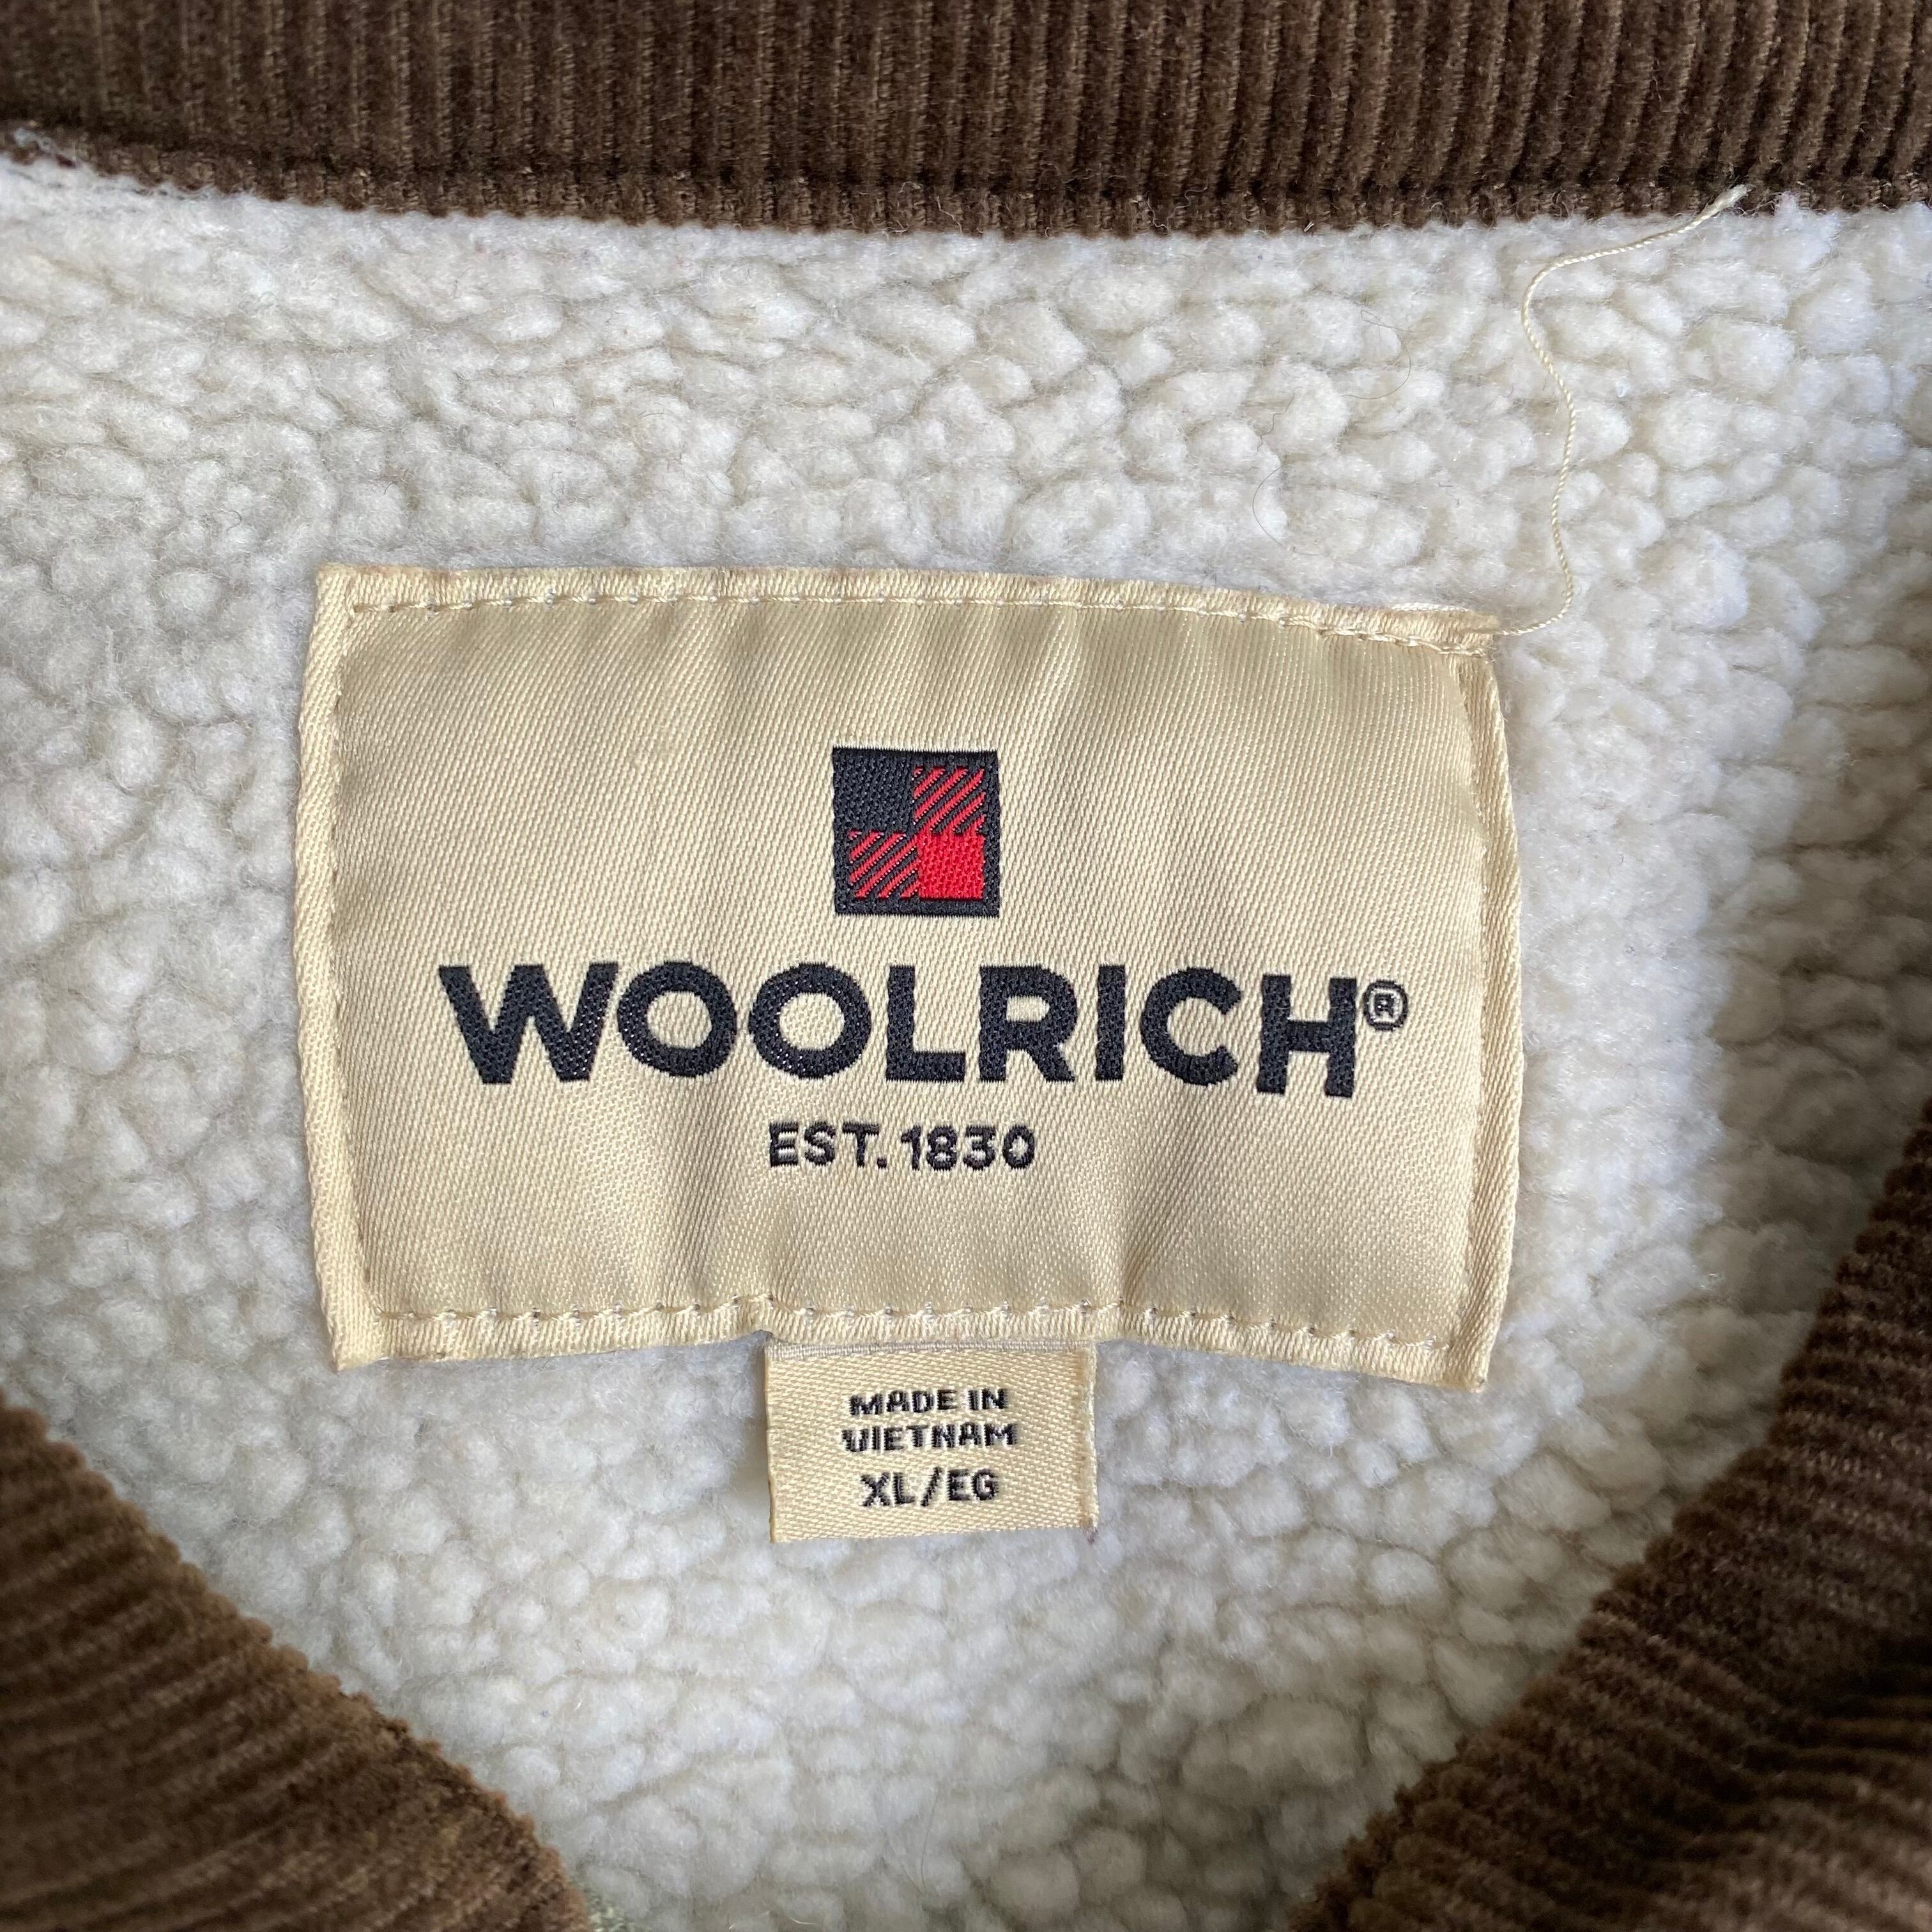 WOOLRICH®
EST. 1830
MADE IN
VIETNAM
XL/EG